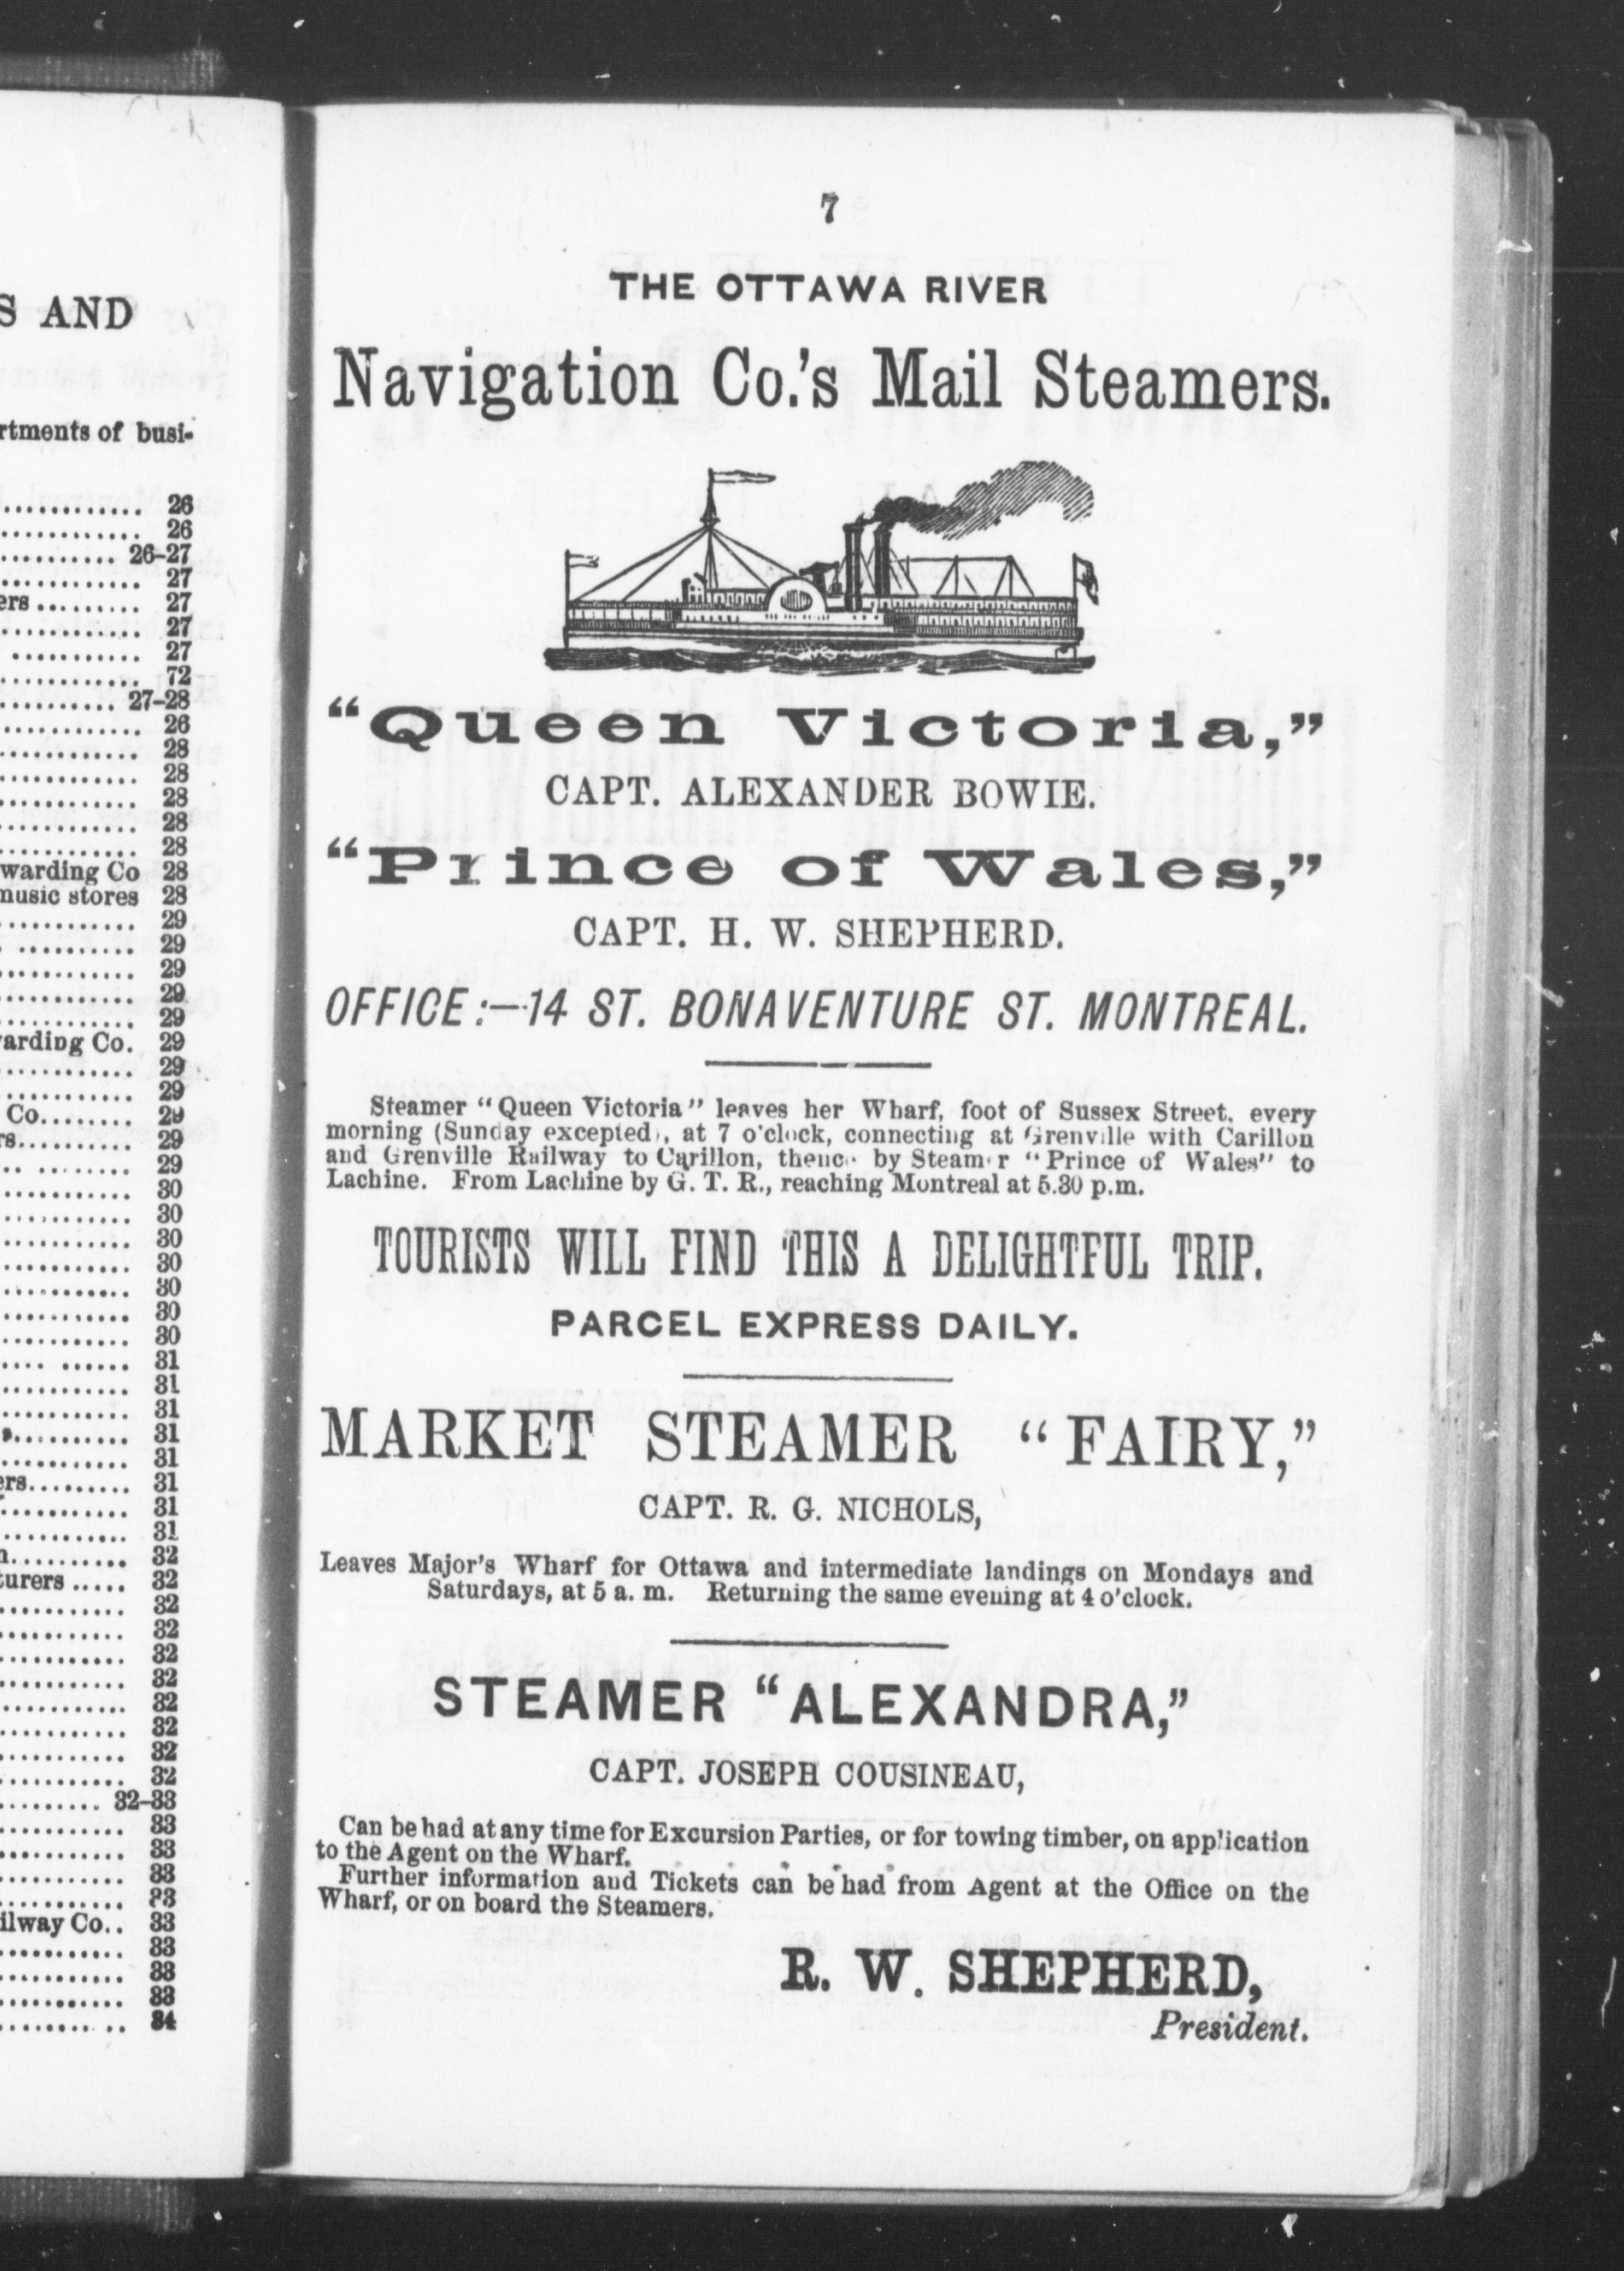 S AND
rtments of busi-
............ 26
............ 26
............ 26-27
............ 27
ers ......... 27
............ 27
........... 27
............ 72
........... 27-28
............ 26
............ 28
............ 28
............ 28
............ 28
............ 28
warding Co 28
music stores 28
............ 29
.......... 29
............ 29
............ 29
............ 29
arding Co. 29
............ 29
............ 29
Co........ 29
rs........... 29
.. ........ 29
............ 30
............ 30
............ 30
............ 30
............ 30
............ 30
............ 30
.... ...... 31
............ 31
............ 31
............ 31
............ 31
ers......... 31
............ 31
............ 31
n.......... 32
turers ..... 32
............ 32
............ 32
............ 32
............ 32
............ 32
............ 32
............ 32
............ 32
......... 32-33
............ 33
............ 33
............ 33
............ 33
ilway Co.. 33
............ 33
............ 33
............ 33
......... .. 34
7
THE OTTAWA RIVER
Navigation Co.'s Mail Steamers.
"Queen Victoria,"
CAPT. ALEXANDER BOWIE.
"Prince of Wales,"
CAPT. H. W. SHEPHERD.
OFFICE:—14 ST. BONAVENTURE ST. MONTREAL.
Steamer "Queen Victoria" leaves her Wharf, foot of Sussex Street, every
morning (Sunday excepted), at 7 o'clock, connecting at Grenville with Carillon
and Grenville Railway to Carillon, thence by Steamer "Prince of Wales" to
Lachine. From Lachine by G. T. R., reaching Montreal at 5.30 p.m.
TOURISTS WILL FIND THIS A DELIGHTFUL TRIP.
PARCEL EXPRESS DAILY.
MARKET STEAMER "FAIRY,"
CAPT. R. G. NICHOLS,
Leaves Major's Wharf for Ottawa and intermediate landings on Mondays and
Saturdays, at 5 a. m. Returning the same evening at 4 o'clock.
STEAMER "ALEXANDRA,"
CAPT. JOSEPH COUSINEAU,
Can be had at any time for Excursion Parties, or for towing timber, on application
to the Agent on the Wharf.
Further information and Tickets can be had from Agent at the Office on the
Wharf, or on board the Steamers.
R. W. SHEPHERD,
President.